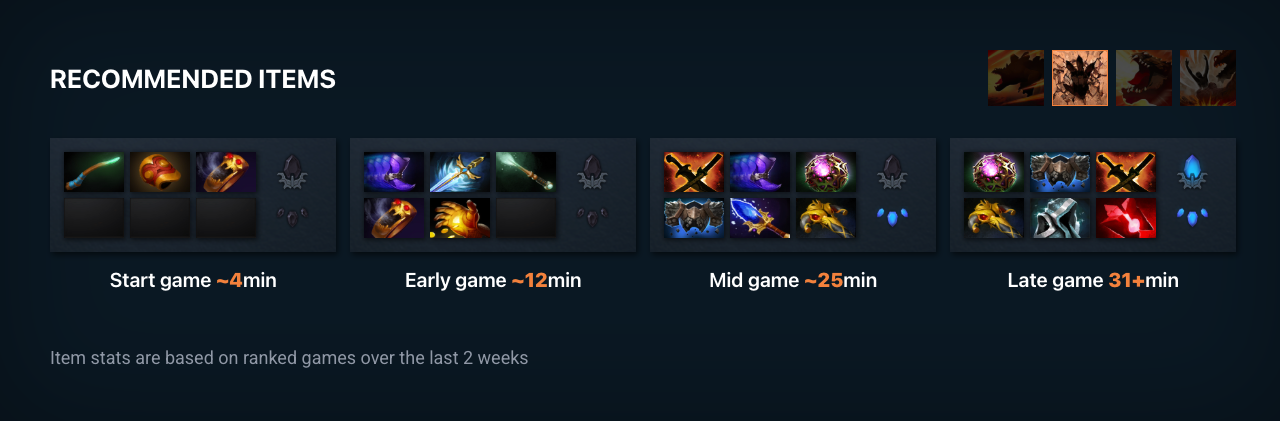 RECOMMENDED ITEMS
Start game ~4min
Early game ~12min
Mid game ~25min
Late game 31+min
Item stats are based on ranked games over the last 2 weeks